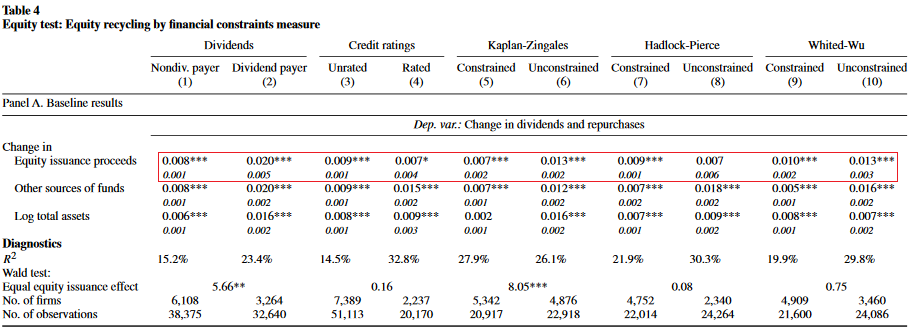 Table 4
Equity test: Equity recycling by financial constraints measure
Dividends Credit ratings Kaplan-Zingales Hadlock-Pierce Whited-Wu
Nondiv. payer Dividend payer Unrated Rated Constrained Unconstrained Constrained Unconstrained Constrained Unconstrained
(1) (2) (3) (4) (5) (6) (7) (8) (9) (10)
Panel A. Baseline results
Dep. var.: Change in dividends and repurchases
Change in
Equity issuance proceeds 0.008*** 0.020*** 0.009*** 0.007* 0.007*** 0.013*** 0.009*** 0.007 0.010*** 0.013***
0.001 0.005 0.001 0.004 0.002 0.002 0.001 0.006 0.002 0.003
Other sources of funds 0.008*** 0.020*** 0.009*** 0.015*** 0.007*** 0.012*** 0.007*** 0.018*** 0.005*** 0.016***
0.001 0.002 0.001 0.002 0.001 0.002 0.001 0.002 0.001 0.002
Log total assets 0.006*** 0.016*** 0.008*** 0.009*** 0.002 0.016*** 0.007*** 0.009*** 0.008*** 0.007***
0.001 0.002 0.001 0.003 0.001 0.002 0.002 0.002 0.001 0.002
Diagnostics
R2 15.2% 23.4% 14.5% 32.8% 27.9% 26.1% 21.9% 30.3% 19.9% 29.8%
Wald test:
Equal equity issuance effect 5.66** 0.16 8.05*** 0.08 0.75
No. of firms 6,108 3,264 7,389 2,237 5,342 4,876 4,752 2,340 4,909 3,460
No. of observations 38,375 32,640 51,113 20,170 20,917 22,918 22,014 24,264 21,600 24,086